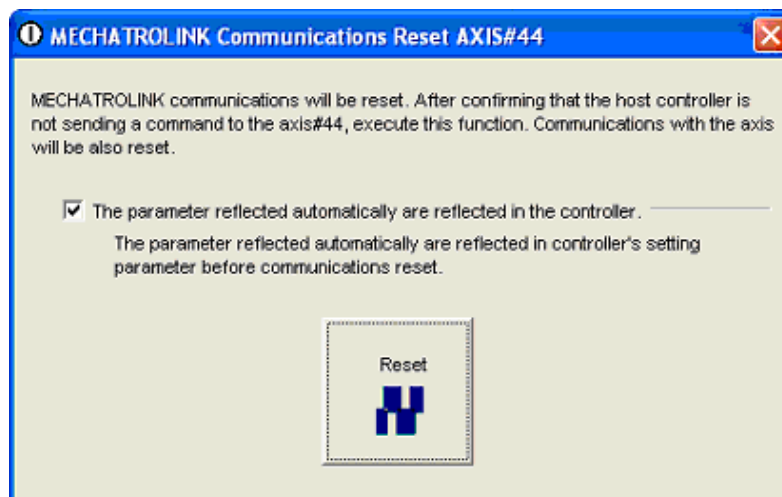 MECHATROLINK Communications Reset AXIS#44
MECHATROLINK communications will be reset. After confirming that the host controller is
not sending a command to the axis#44, execute this function. Communications with the axis
will be also reset.
The parameter reflected automatically are reflected in the controller.
The parameter reflected automatically are reflected in controller's setting
parameter before communications reset.
Reset